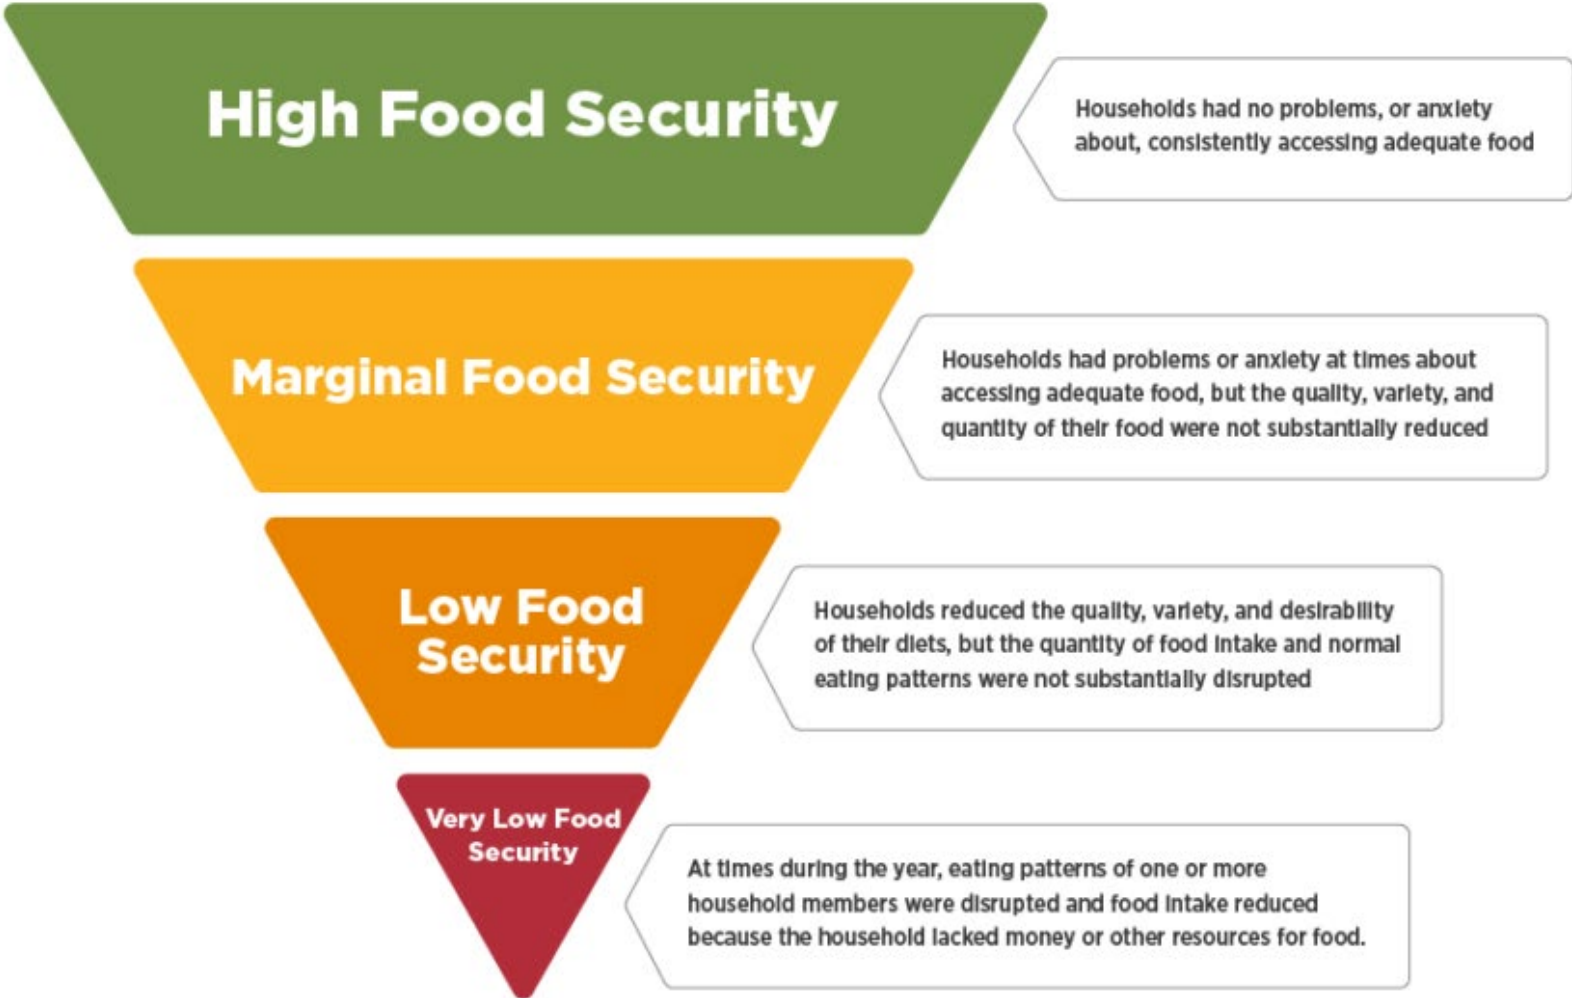 High Food Security
Households had no problems, or anxiety
about, consistently accessing adequate food
Marginal Food Security
Households had problems or anxiety at times about
accessing adequate food, but the quality, variety, and
quantity of their food were not substantially reduced
Low Food
Security
Households reduced the quality, variety, and desirability
of their diets, but the quantity of food intake and normal
eating patterns were not substantially disrupted
Very Low Food
Security
At times during the year, eating patterns of one or more
household members were disrupted and food intake reduced
because the household lacked money or other resources for food.